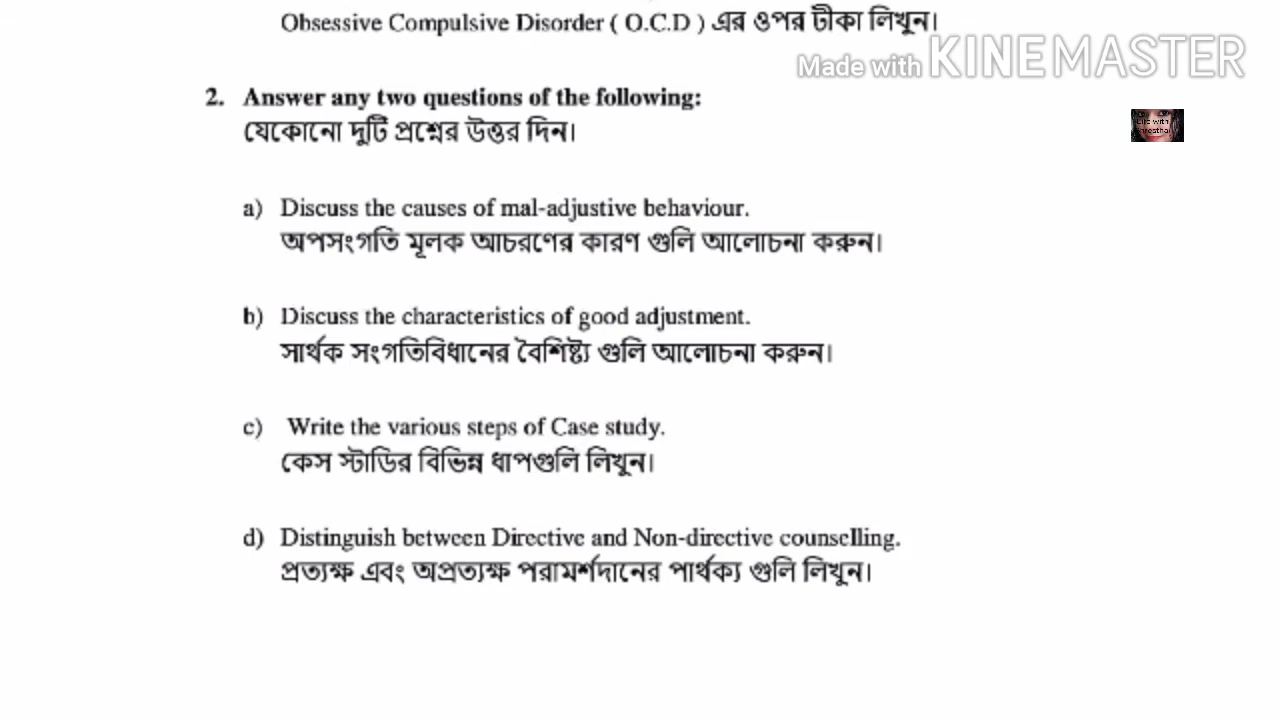 Obsessive Compulsive Disorder ( O.C.D ) এর ওপর টীকা লিখুন।
Made with KINEMASTER
2. Answer any two questions of the following:
যেকোনো দুটি প্রশ্নের উত্তর দিন।
Life with
a) Discuss the causes of mal-adjustive behaviour.
অপসংগতি মূলক আচরণের কারণ গুলি আলোচনা করুন।
b) Discuss the characteristics of good adjustment.
সার্থক সংগতিবিধানের বৈশিষ্ট্য গুলি আলোচনা করুন।
c) Write the various steps of Case study.
কেস স্টাডির বিভিন্ন ধাপগুলি লিখুন।
d) Distinguish between Directive and Non-directive counselling.
প্রত্যক্ষ এবং অপ্রত্যক্ষ পরামর্শদানের পার্থক্য গুলি লিখুন।